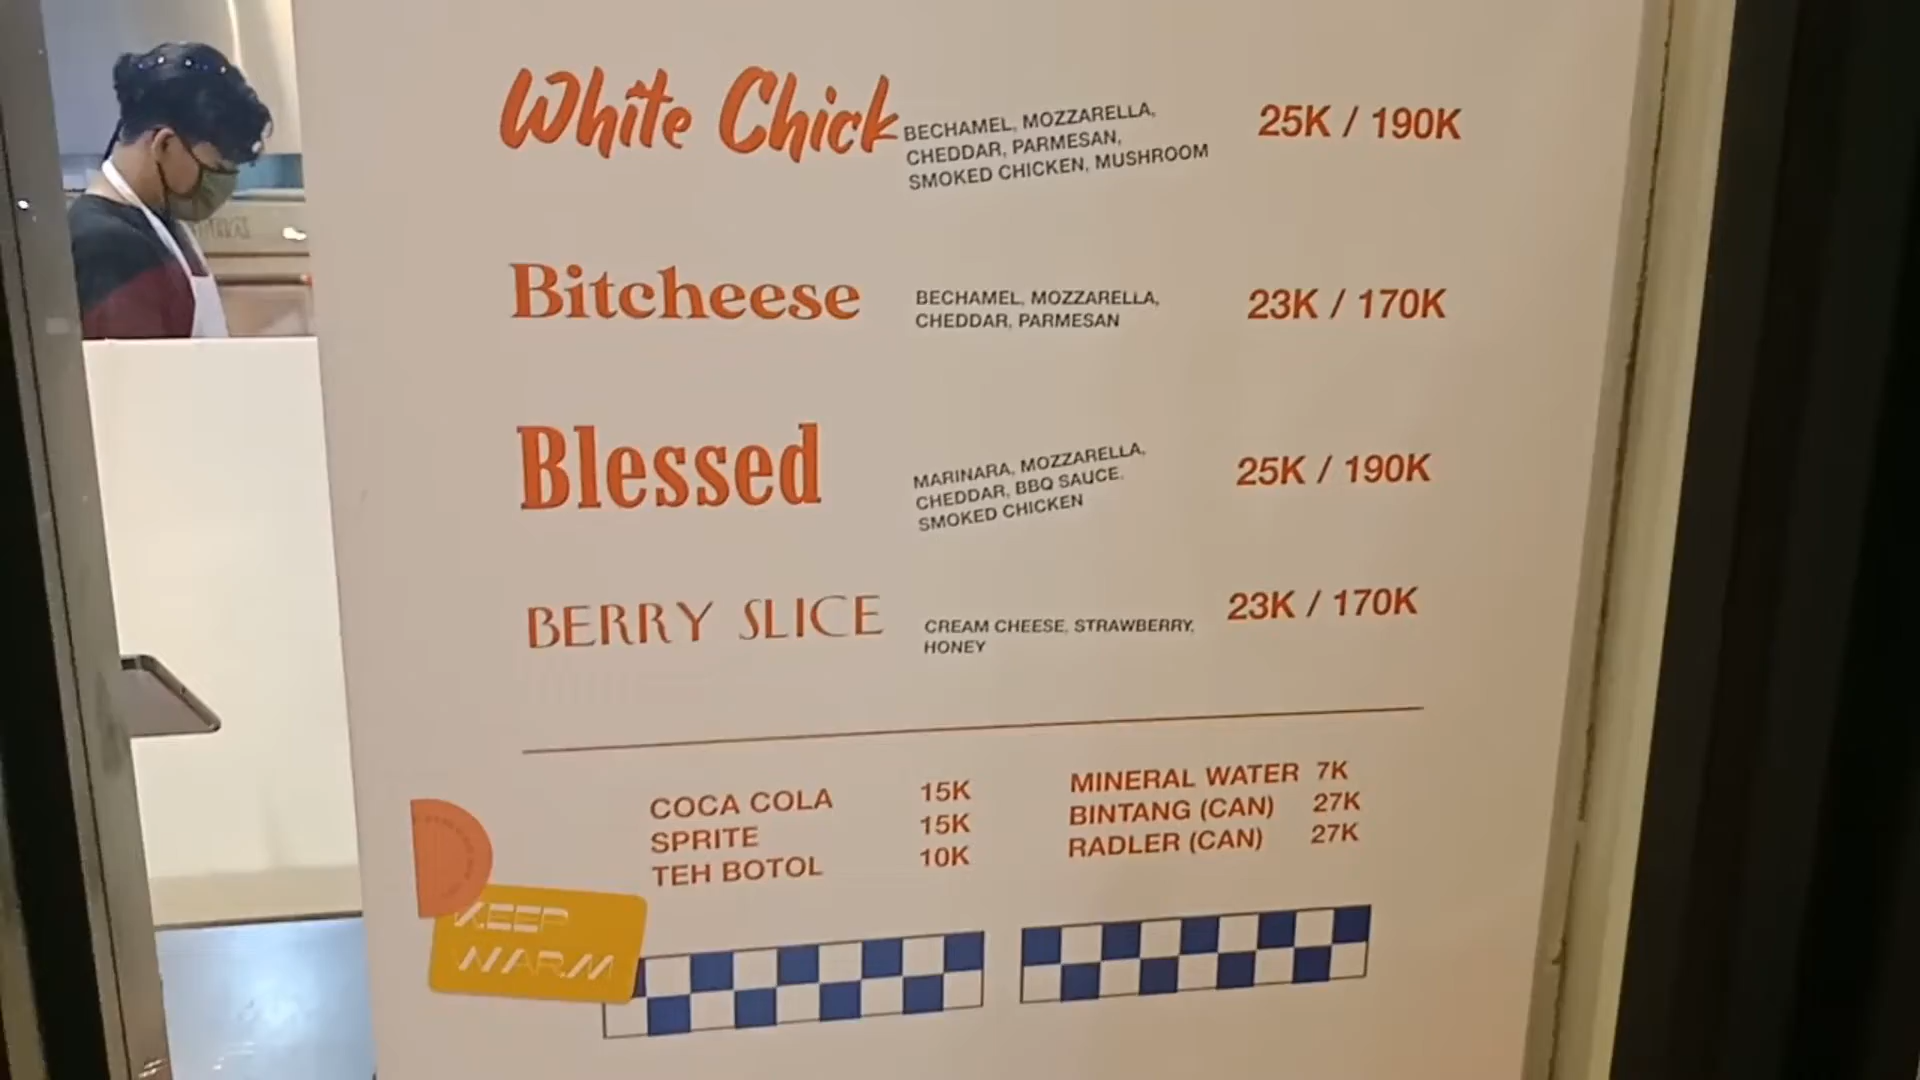 White Chick
BECHAMEL, MOZZARELLA,
CHEDDAR, PARMESAN,
SMOKED CHICKEN, MUSHROOM
25K / 190K
Bitcheese
BECHAMEL, MOZZARELLA,
CHEDDAR, PARMESAN
23K / 170K
Blessed
MARINARA, MOZZARELLA,
CHEDDAR, BBQ SAUCE,
SMOKED CHICKEN
25K / 190K
BERRY SLICE
CREAM CHEESE, STRAWBERRY,
HONEY
23K / 170K
COCA COLA 15K
SPRITE 15K
TEH BOTOL 10K
MINERAL WATER 7K
BINTANG (CAN) 27K
RADLER (CAN) 27K
KEEP
WARM